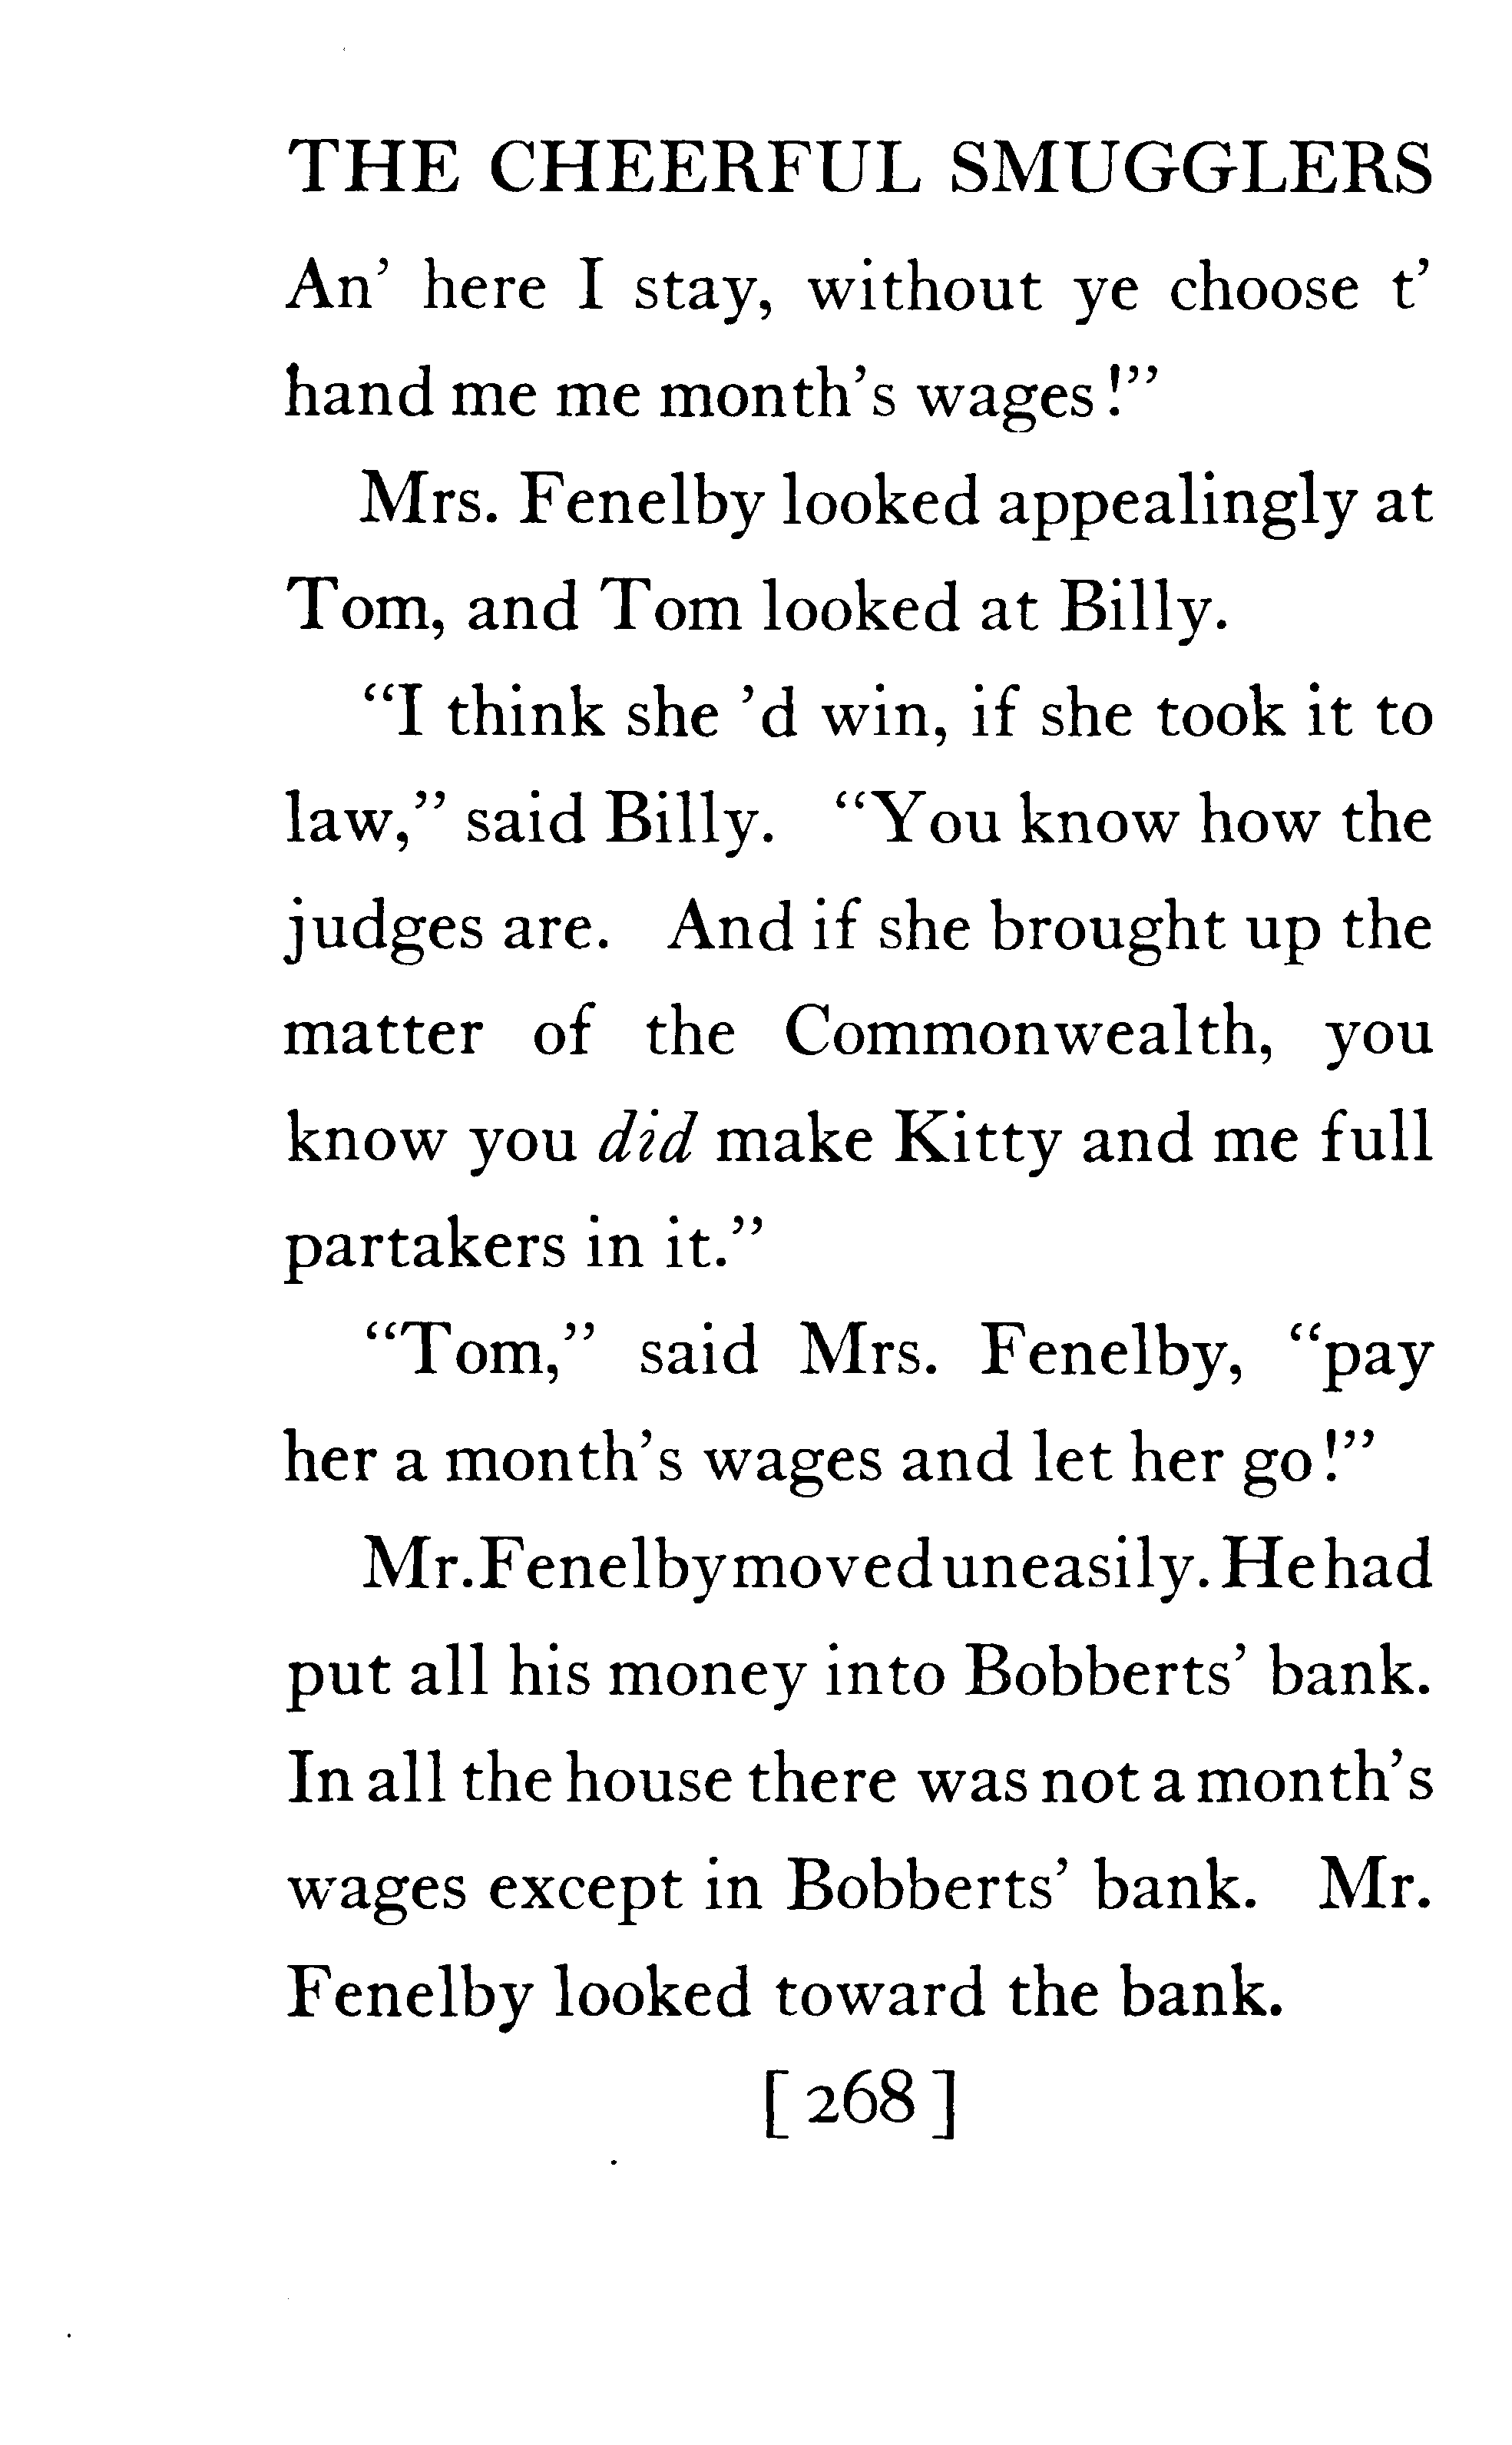 THE CHEERFUL SMUGGLERS
An’ here I stay, without ye choose t’
hand me me month’s wages!”
Mrs. Fenelby looked appealingly at
Tom, and Tom looked at Billy.
“I think she ’d win, if she took it to
law,” said Billy. “You know how the
judges are. And if she brought up the
matter of the Commonwealth, you
know you did make Kitty and me full
partakers in it.”
“Tom,” said Mrs. Fenelby, “pay
her a month’s wages and let her go!”
Mr. Fenelby moved uneasily. He had
put all his money into Bobberts’ bank.
In all the house there was not a month’s
wages except in Bobberts’ bank. Mr.
Fenelby looked toward the bank.
[268]